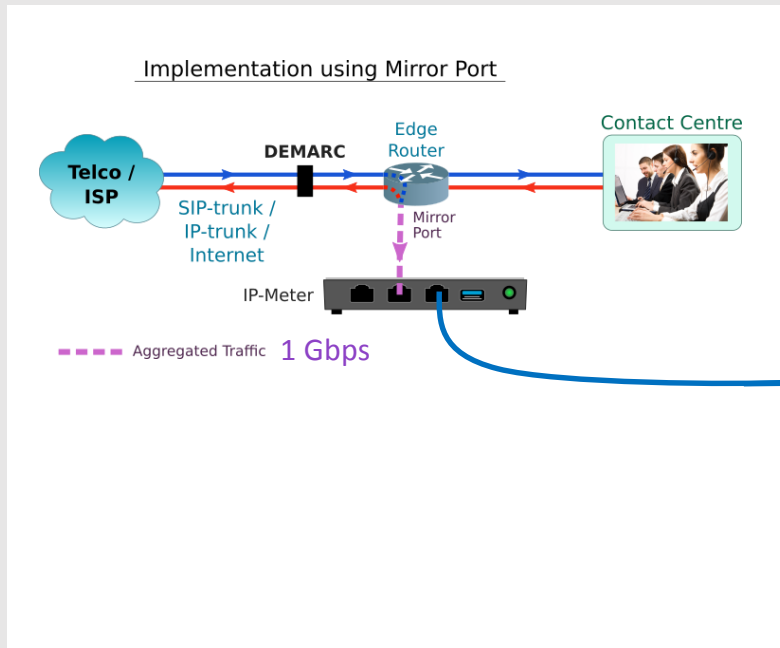 Implementation using Mirror Port
Telco /
ISP
DEMARC
Edge
Router
Contact Centre
SIP-trunk /
IP-trunk /
Internet
Mirror
Port
IP-Meter
Aggregated Traffic 1 Gbps